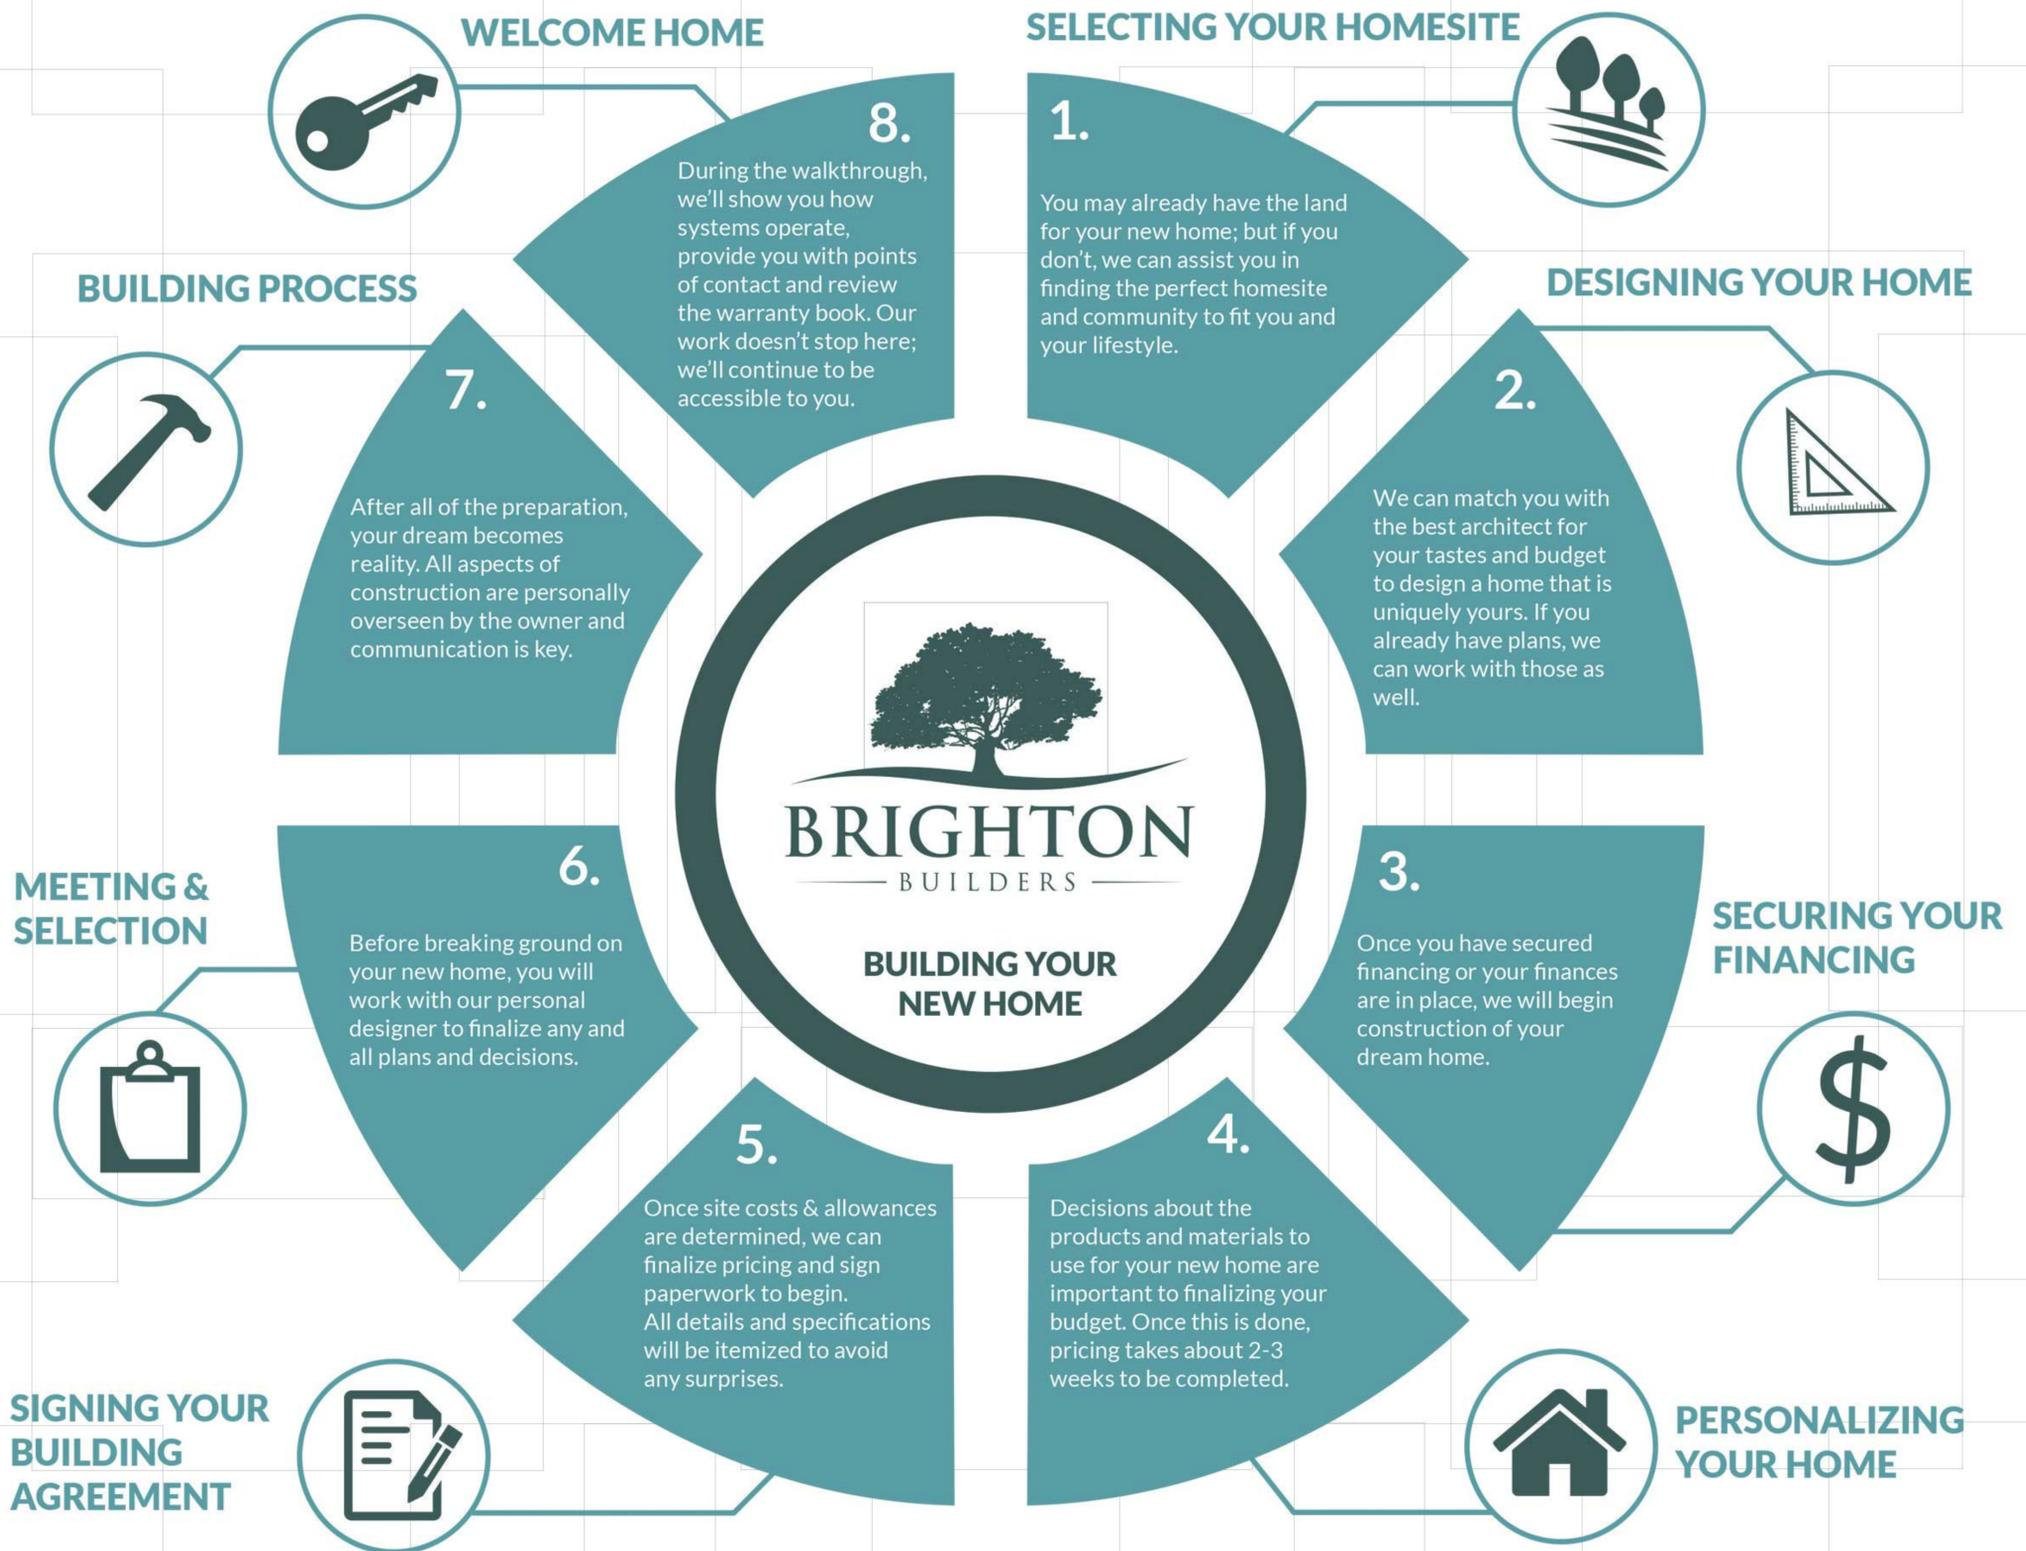 SELECTING YOUR HOMESITE
1.
You may already have the land
for your new home; but if you
don't, we can assist you in
finding the perfect homesite
and community to fit you and
your lifestyle.
DESIGNING YOUR HOME
2.
We can match you with
the best architect for
your tastes and budget
to design a home that is
uniquely yours. If you
already have plans, we
can work with those as
well.
SECURING YOUR
FINANCING
3.
Once you have secured
financing or your finances
are in place, we will begin
construction of your
dream home.
$
PERSONALIZING
YOUR HOME
4.
Decisions about the
products and materials to
use for your new home are
important to finalizing your
budget. Once this is done,
pricing takes about 2-3
weeks to be completed.
SIGNING YOUR
BUILDING
AGREEMENT
5.
Once site costs & allowances
are determined, we can
finalize pricing and sign
paperwork to begin.
All details and specifications
will be itemized to avoid
any surprises.
MEETING &
SELECTION
6.
Before breaking ground on
your new home, you will
work with our personal
designer to finalize any and
all plans and decisions.
BUILDING PROCESS
7.
After all of the preparation,
your dream becomes
reality. All aspects of
construction are personally
overseen by the owner and
communication is key.
WELCOME HOME
8.
During the walkthrough,
we'll show you how
systems operate,
provide you with points
of contact and review
the warranty book. Our
work doesn't stop here;
we'll continue to be
accessible to you.
BRIGHTON
BUILDERS
BUILDING YOUR
NEW HOME